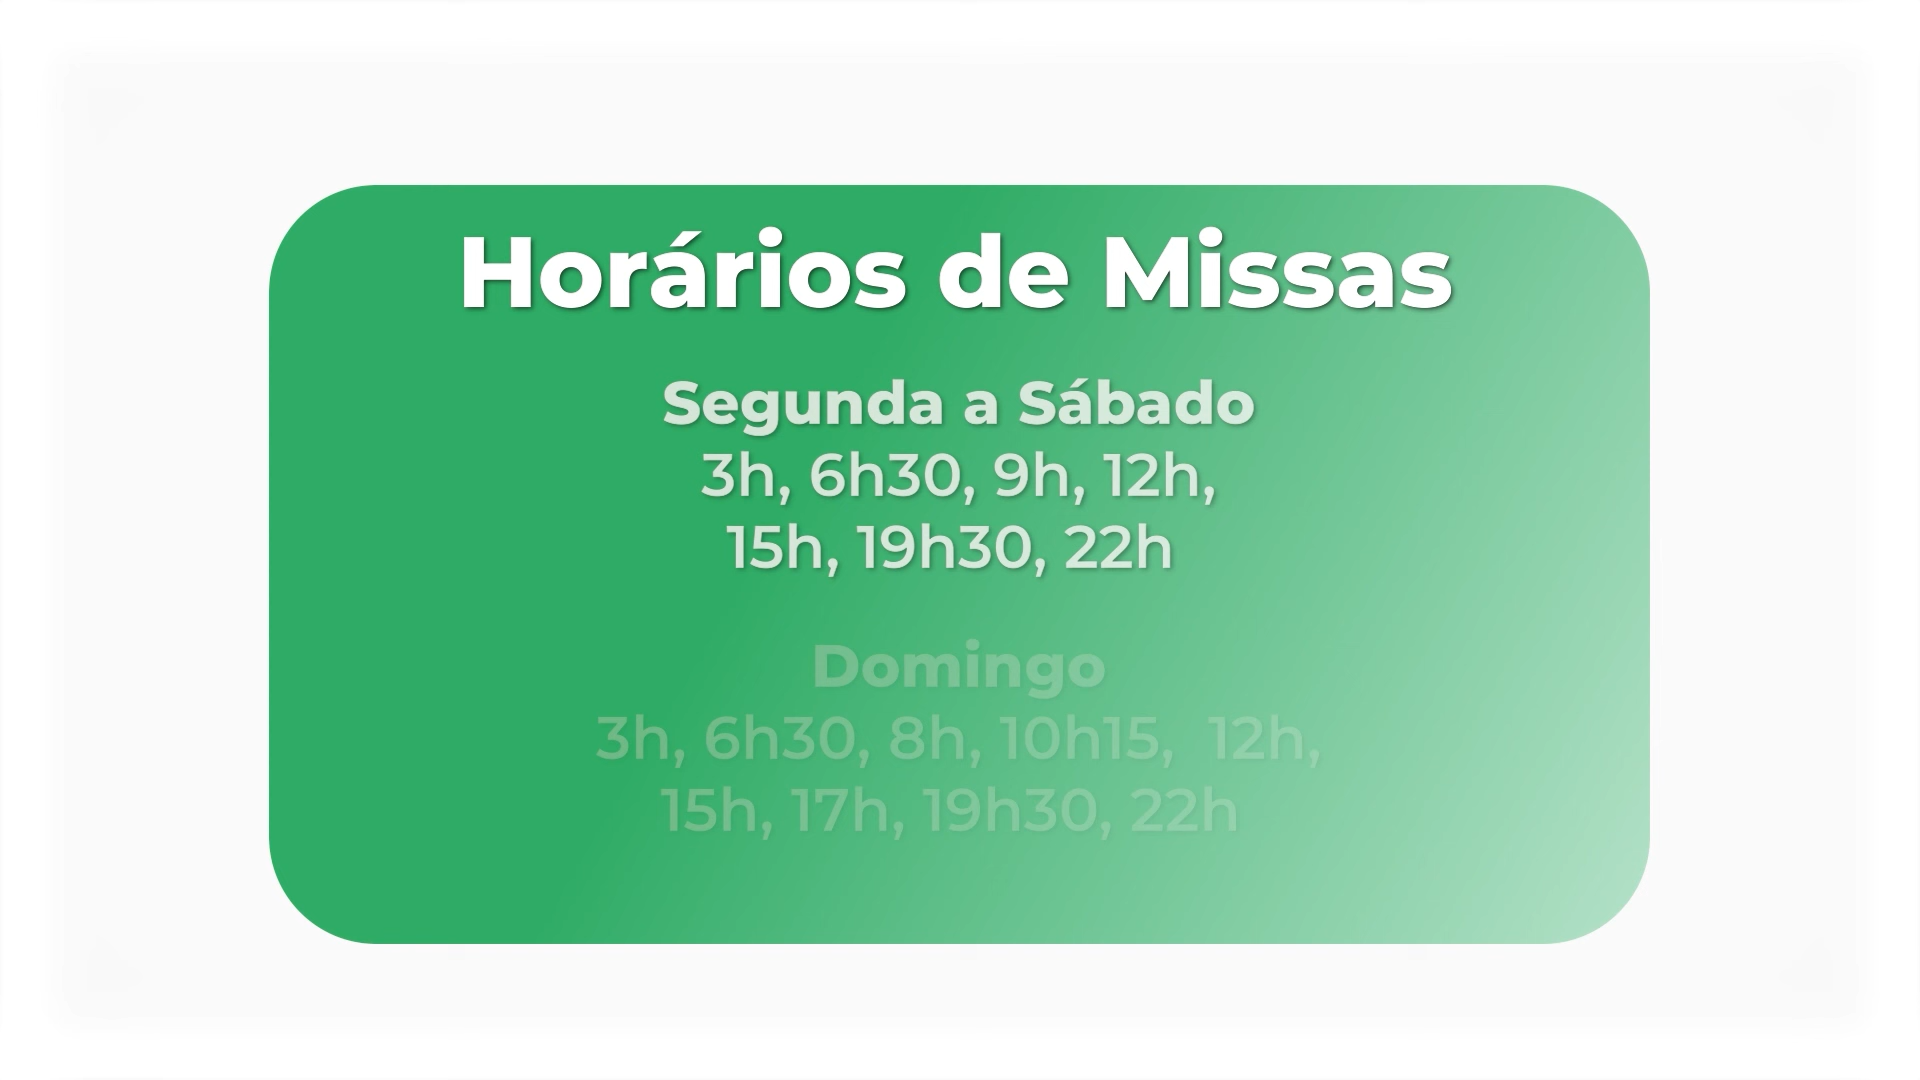 Horários de Missas
Segunda a Sábado
3h, 6h30, 9h, 12h,
15h, 19h30, 22h
Domingo
3h, 6h30, 8h, 10h15, 12h,
15h, 17h, 19h30, 22h